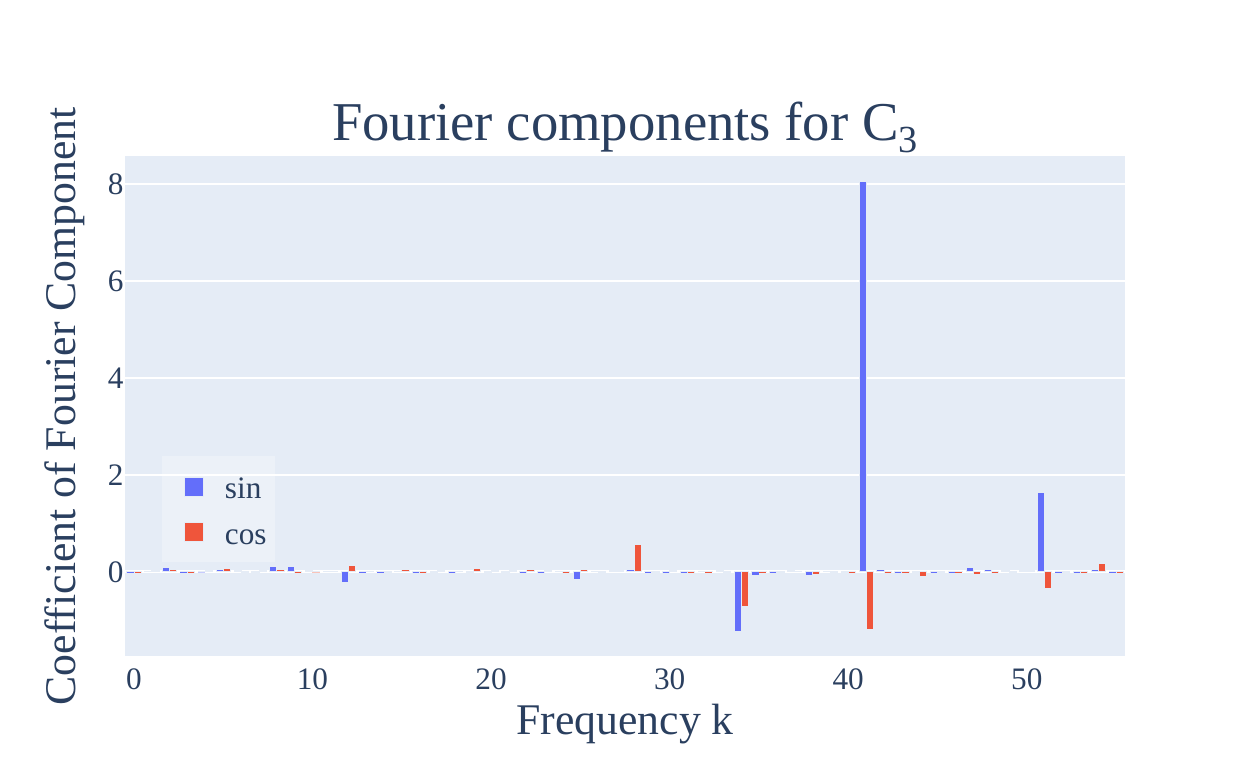 Fourier components for C₃
Coefficient of Fourier Component
8
6
4
2
0
sin
cos
0 10 20 30 40 50
Frequency k